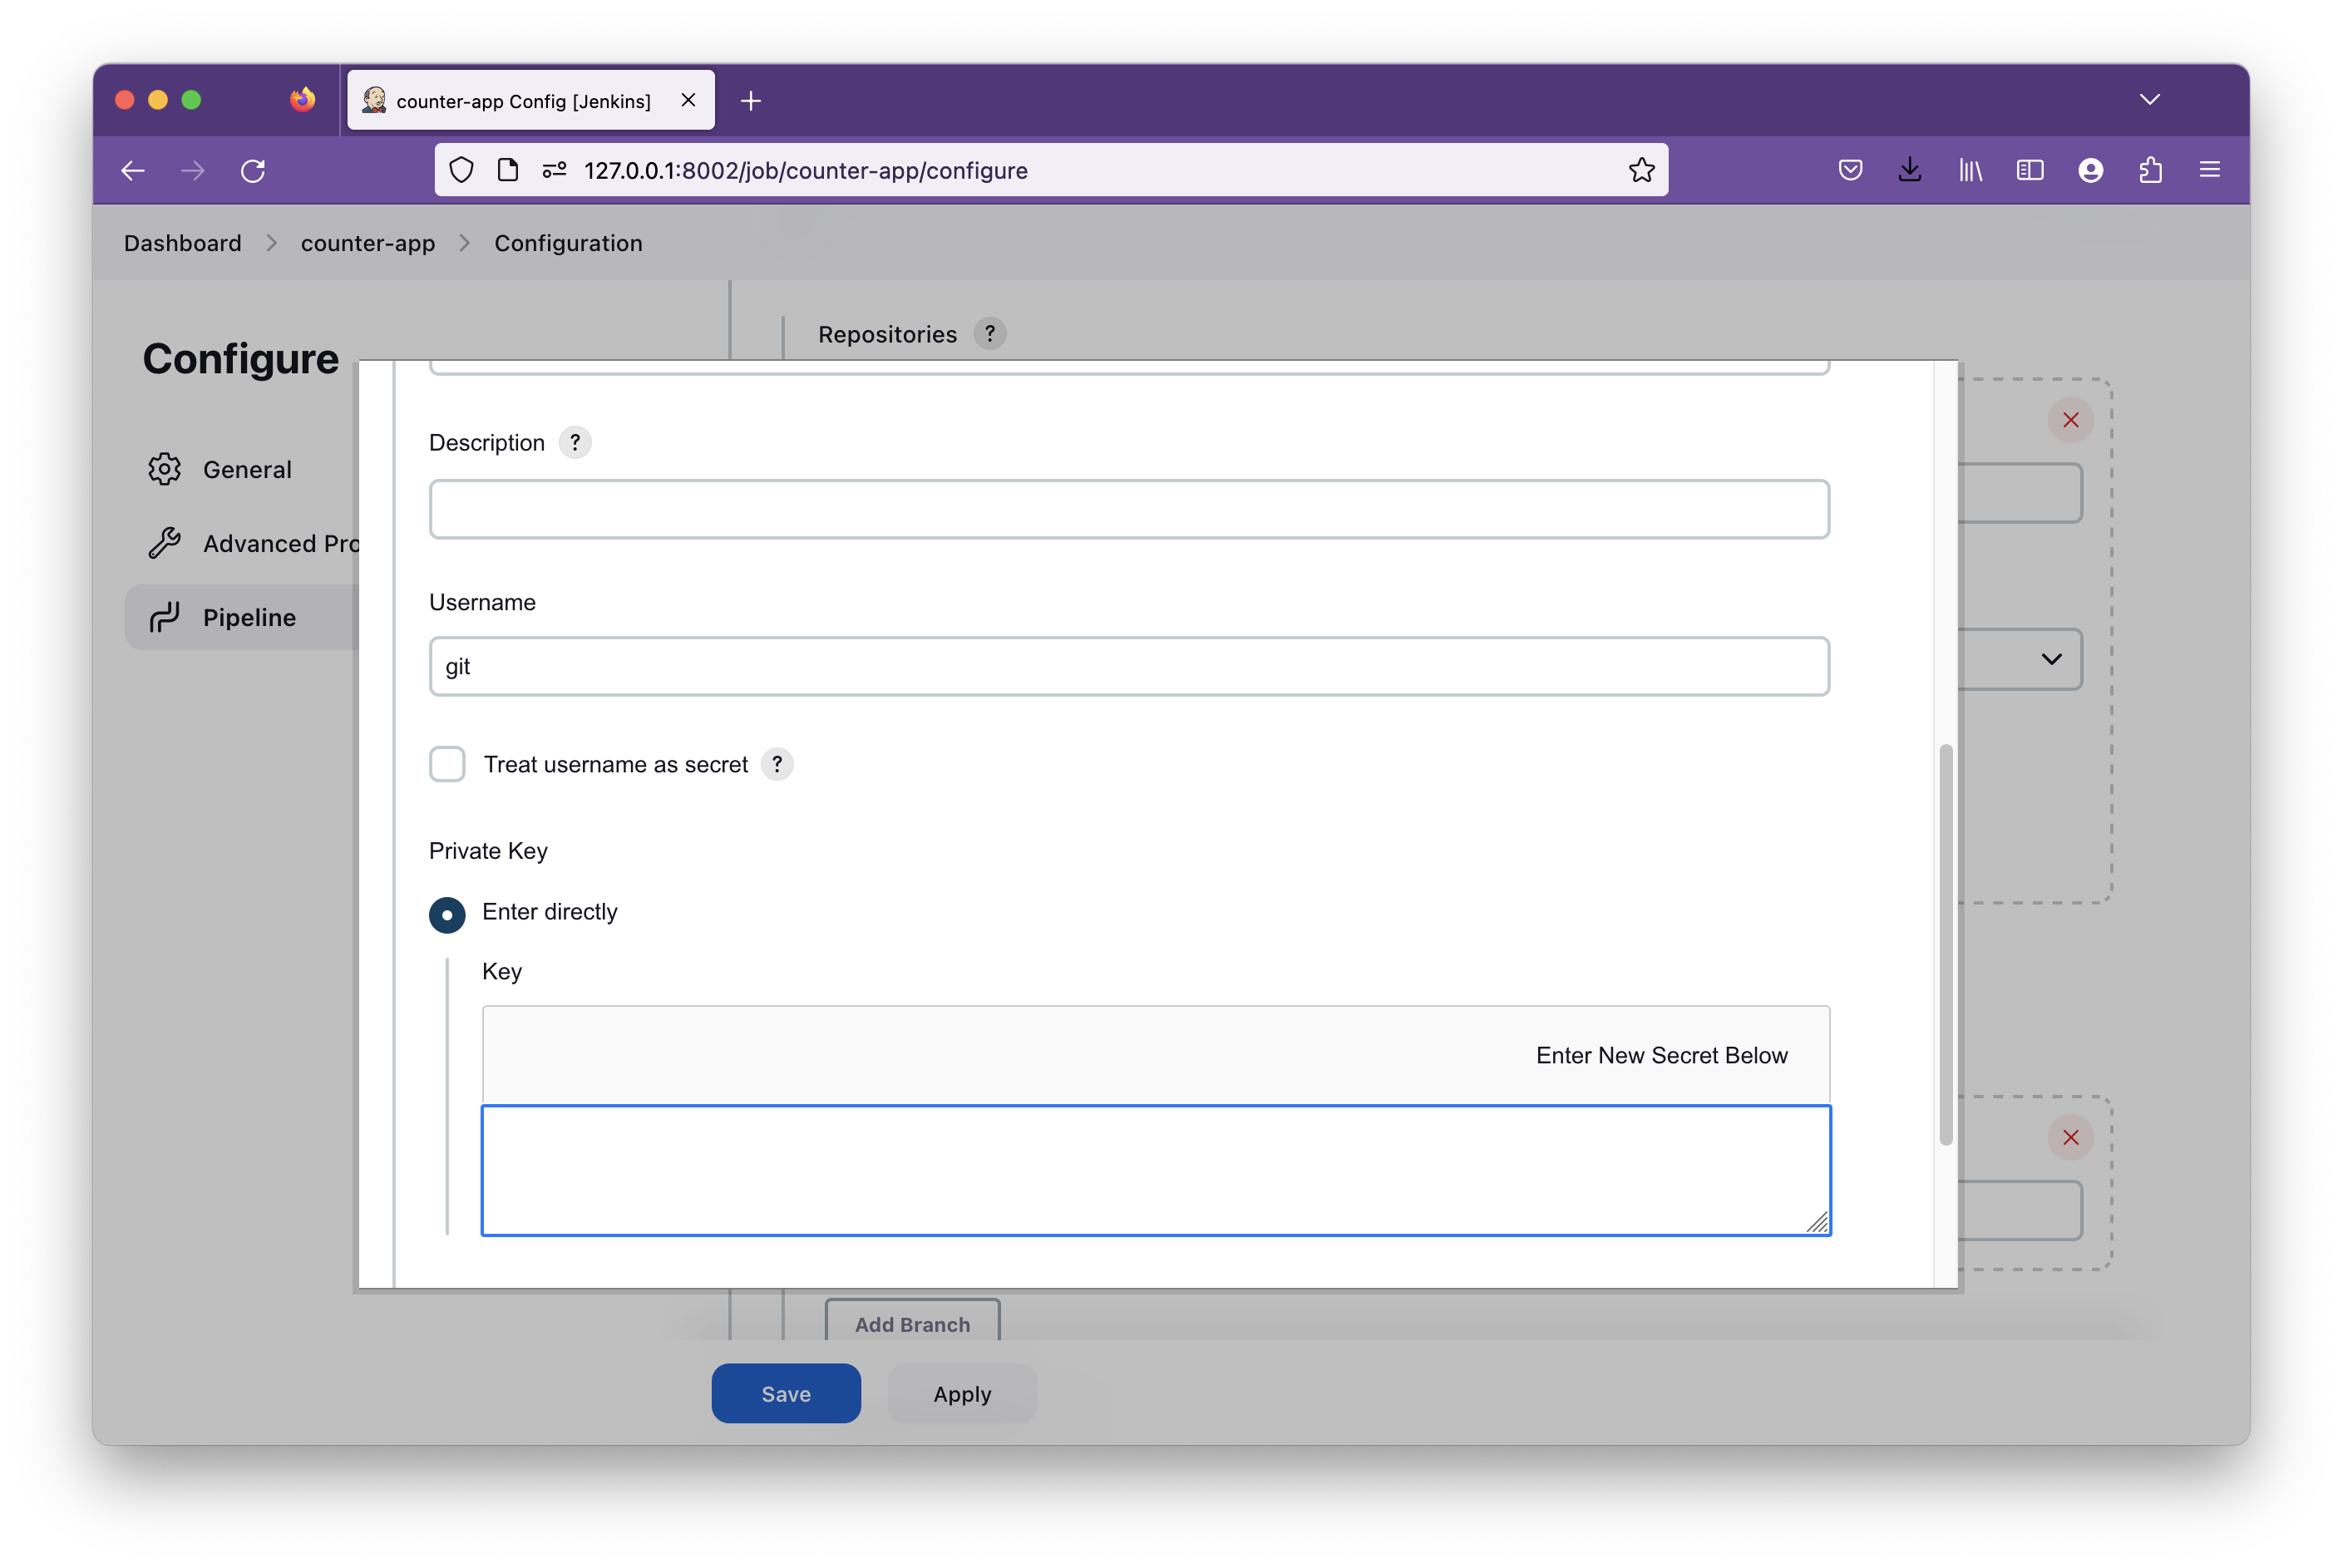 counter-app Config [Jenkins]
127.0.0.1:8002/job/counter-app/configure
Dashboard > counter-app > Configuration
Configure
General
Advanced Pro
Pipeline
Repositories ?
Description ?
Username
git
Treat username as secret ?
Private Key
Enter directly
Key
Enter New Secret Below
Add Branch
Save
Apply